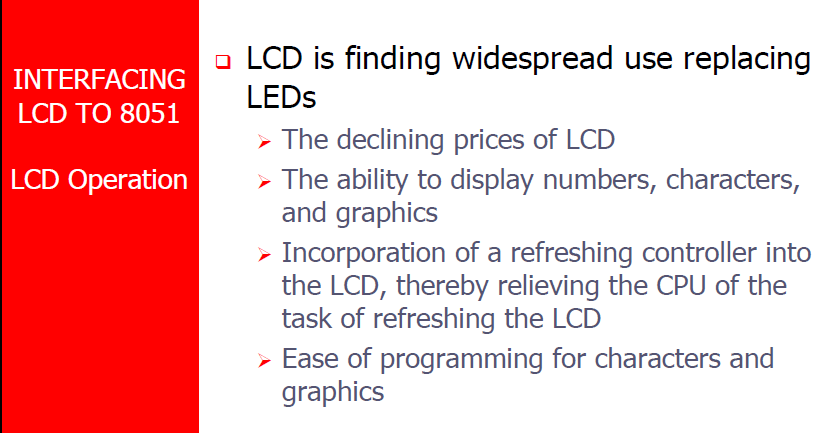 INTERFACING
LCD TO 8051
LCD Operation
LCD is finding widespread use replacing
LEDs
The declining prices of LCD
The ability to display numbers, characters,
and graphics
Incorporation of a refreshing controller into
the LCD, thereby relieving the CPU of the
task of refreshing the LCD
Ease of programming for characters and
graphics